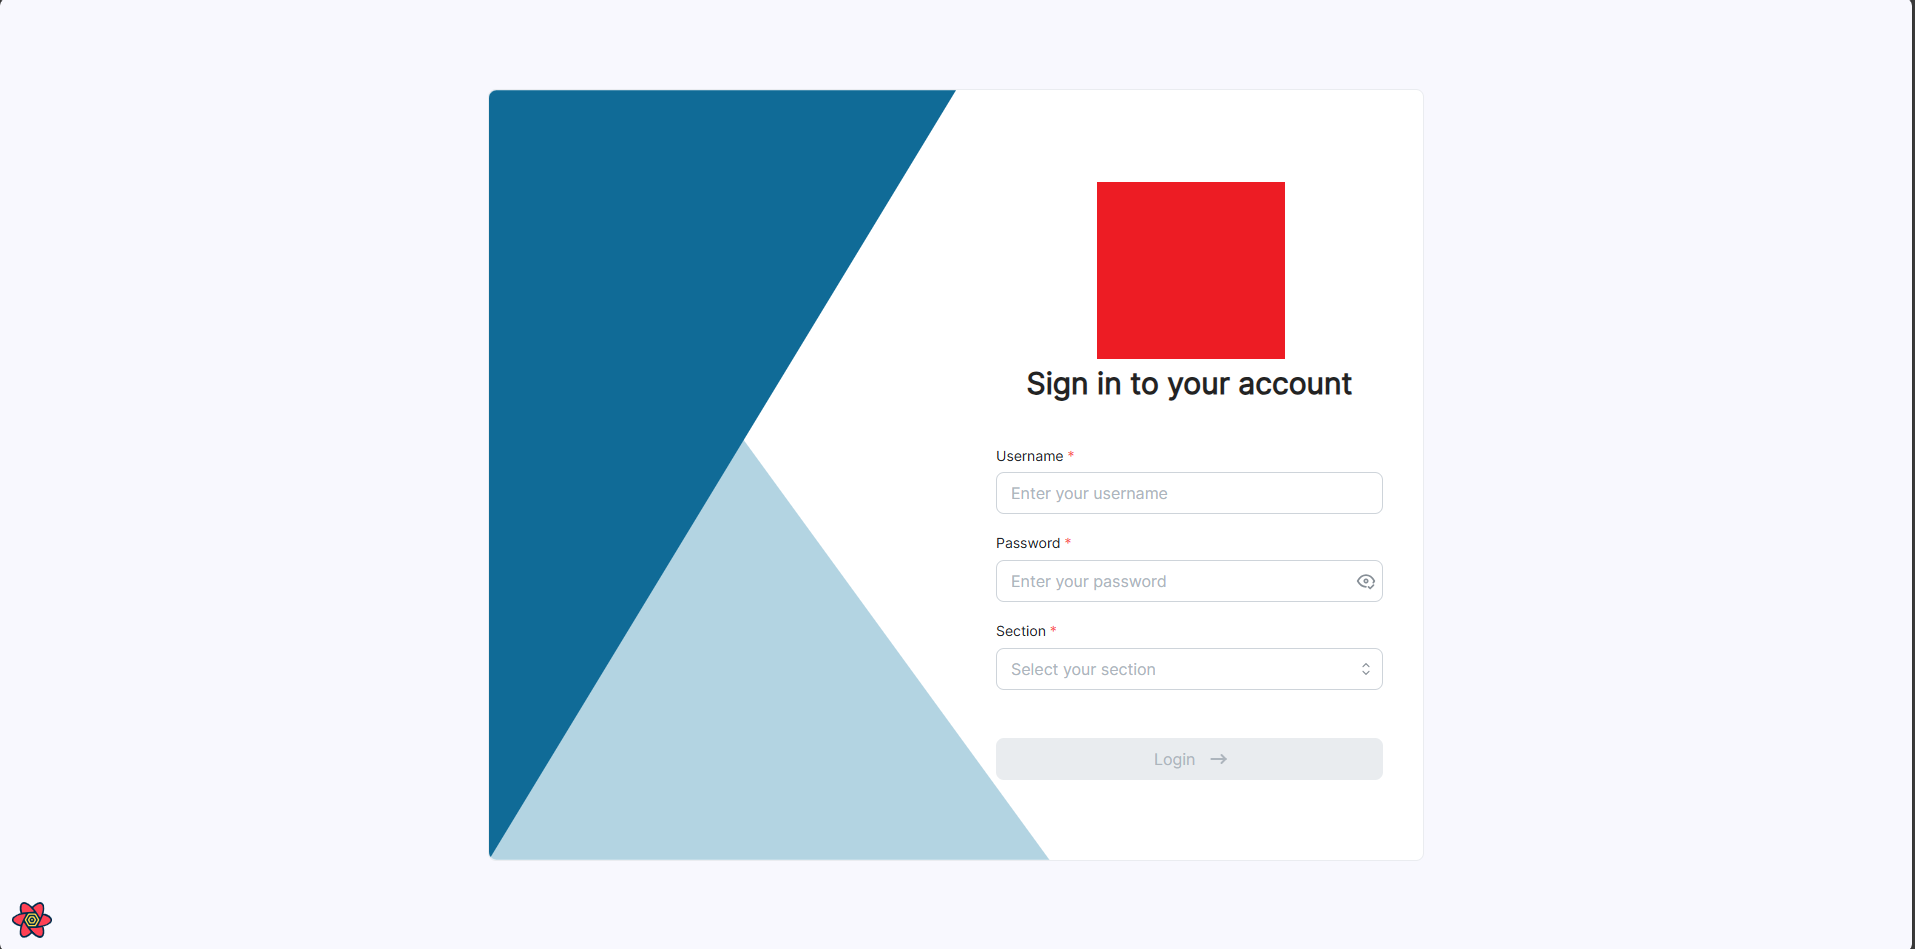 Sign in to your account
Username *
Enter your username
Password *
Enter your password
Section *
Select your section
Login